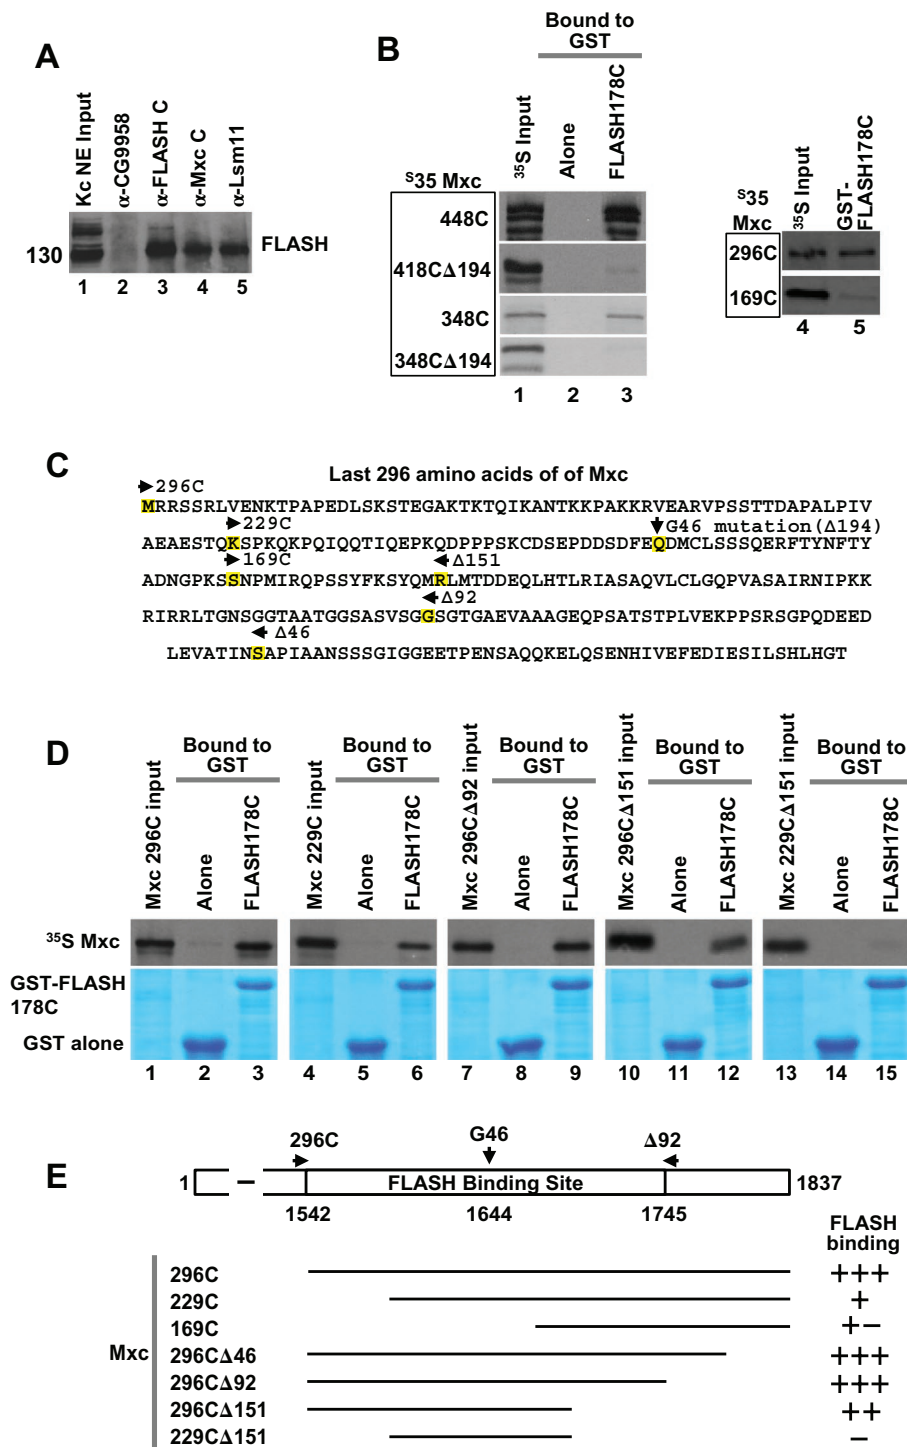 A
Kc NE Input
α-CG9958
α-FLASH C
α-Mxc C
α-Lsm11
130
FLASH
1 2 3 4 5
B
Bound to
GST
35S Input
Alone
FLASH178C
S35 Mxc
448C
418CΔ194
348C
348CΔ194
1 2 3
S35
Mxc
35S Input
GST-
FLASH178C
296C
169C
4 5
C
Last 296 amino acids of of Mxc
296C
MRRSSRLVENKTPAPEDLSKSTEGAKTKTQIKANTKKPAKKRVEARVPSSTTDAPALPIV
229C
G46 mutation(Δ194)
AEAESTQKSPKQKPQIQQTIQEPKQDPPPSKCDSEPDDSDFEQDMCLSSSQERFTYNFTY
169C
Δ151
ADNGPKSSNPMIRQPSSYFKSYQMRLMTDDEQLHTLRIASAQVLCLGQPVASAIRNIPKK
Δ92
RIRRLTGNSGGTAATGGSASVSGGSGTGAEVAAAGEQPSATSTPLVEKPPRSRGPQDEED
Δ46
LEVATINSAPIAANSSSGIGGEETPENSAQQKELQSENHIVEFEDIESILSHLHGT
D
Mxc 296C input
Bound to
GST
Alone
FLASH178C
Mxc 229C input
Bound to
GST
Alone
FLASH178C
Mxc 296CΔ92 input
Bound to
GST
Alone
FLASH178C
Mxc 296CΔ151 input
Bound to
GST
Alone
FLASH178C
Mxc 229CΔ151 input
Bound to
GST
Alone
FLASH178C
35S Mxc
GST-FLASH
178C
GST alone
1 2 3 4 5 6 7 8 9 10 11 12 13 14 15
E
296C
G46
Δ92
1
FLASH Binding Site
1837
1542 1644 1745
FLASH
binding
Mxc
296C +++
229C +
169C +−
296CΔ46 +++
296CΔ92 +++
296CΔ151 ++
229CΔ151 −